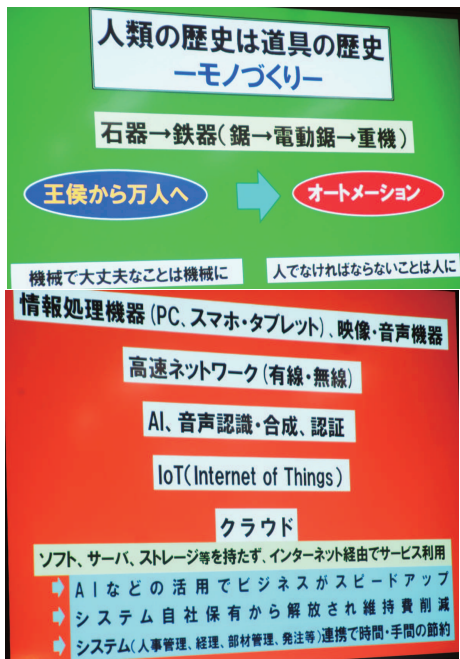 人類の歴史は道具の歴史
ーモノづくりー
石器→鉄器(鋸→電動鋸→重機)
王侯から万人へ
オートメーション
機械で大丈夫なことは機械に
人でなければならないことは人に
情報処理機器(PC、スマホ・タブレット)、映像・音声機器
高速ネットワーク(有線・無線)
AI、音声認識・合成、認証
IoT(Internet of Things)
クラウド
ソフト、サーバ、ストレージ等を持たず、インターネット経由でサービス利用
AIなどの活用でビジネスがスピードアップ
システム自社保有から解放され維持費削減
システム(人事管理、経理、部材管理、発注等)連携で時間・手間の節約